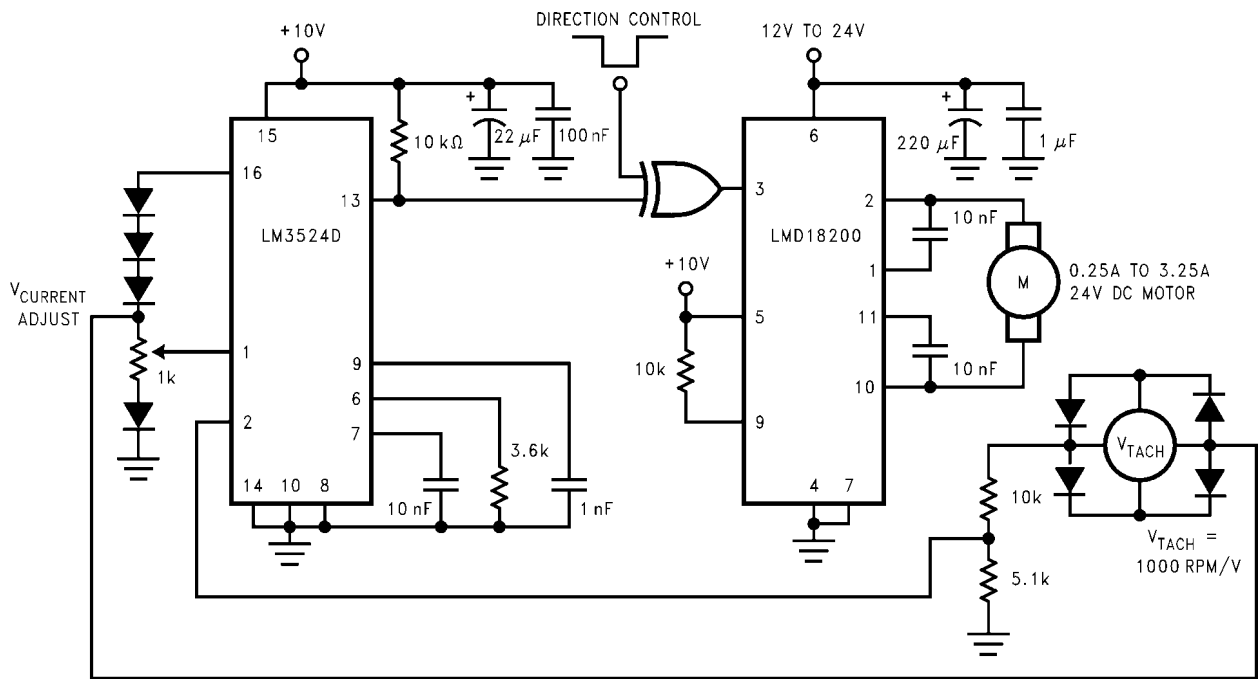 DIRECTION CONTROL
+10V
12V TO 24V
15
+
10 kΩ
22 μF
100 nF
6
+
220 μF
1 μF
16
13
3
2
10 nF
LM3524D
LMD18200
1
+10V
M
0.25A TO 3.25A
24V DC MOTOR
VCURRENT
ADJUST
5
11
1
1k
9
10k
10 nF
6
10
2
7
3.6k
9
VTACH
14
10
8
10 nF
1 nF
4
7
10k
VTACH =
1000 RPM/V
5.1k